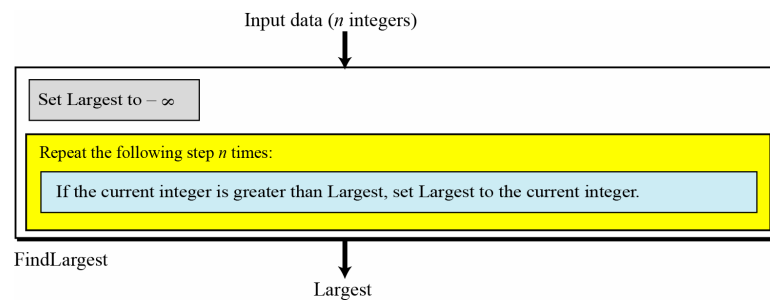 Input data (n integers)
Set Largest to – ∞
Repeat the following step n times:
If the current integer is greater than Largest, set Largest to the current integer.
FindLargest
Largest